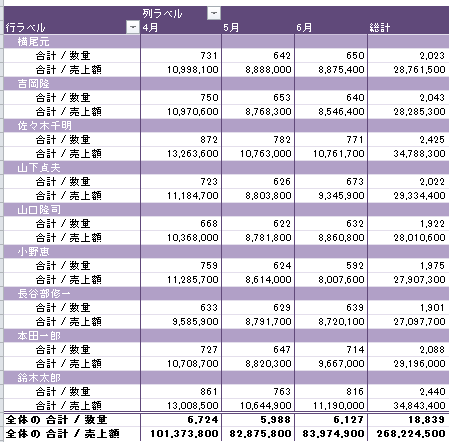 列ラベル
行ラベル 4月 5月 6月 総計
横尾元
合計 / 数量 731 642 650 2,023
合計 / 売上額 10,998,100 8,888,000 8,875,400 28,761,500
吉岡隆
合計 / 数量 750 653 640 2,043
合計 / 売上額 10,970,600 8,768,300 8,546,400 28,285,300
佐々木千明
合計 / 数量 872 782 771 2,425
合計 / 売上額 13,263,600 10,763,000 10,761,700 34,788,300
山下貞夫
合計 / 数量 723 626 673 2,022
合計 / 売上額 11,184,700 8,803,800 9,345,900 29,334,400
山口隆司
合計 / 数量 668 622 632 1,922
合計 / 売上額 10,368,000 8,781,800 8,860,800 28,010,600
小野恵
合計 / 数量 759 624 592 1,975
合計 / 売上額 11,285,700 8,614,000 8,007,600 27,907,300
長谷部修一
合計 / 数量 633 629 639 1,901
合計 / 売上額 9,585,900 8,791,700 8,720,100 27,097,700
本田一郎
合計 / 数量 727 647 714 2,088
合計 / 売上額 10,708,700 8,820,300 9,667,000 29,196,000
鈴木太郎
合計 / 数量 861 763 816 2,440
合計 / 売上額 13,008,500 10,644,900 11,190,000 34,843,400
全体の 合計 / 数量 6,724 5,988 6,127 18,839
全体の 合計 / 売上額 101,373,800 82,875,800 83,974,900 268,224,500